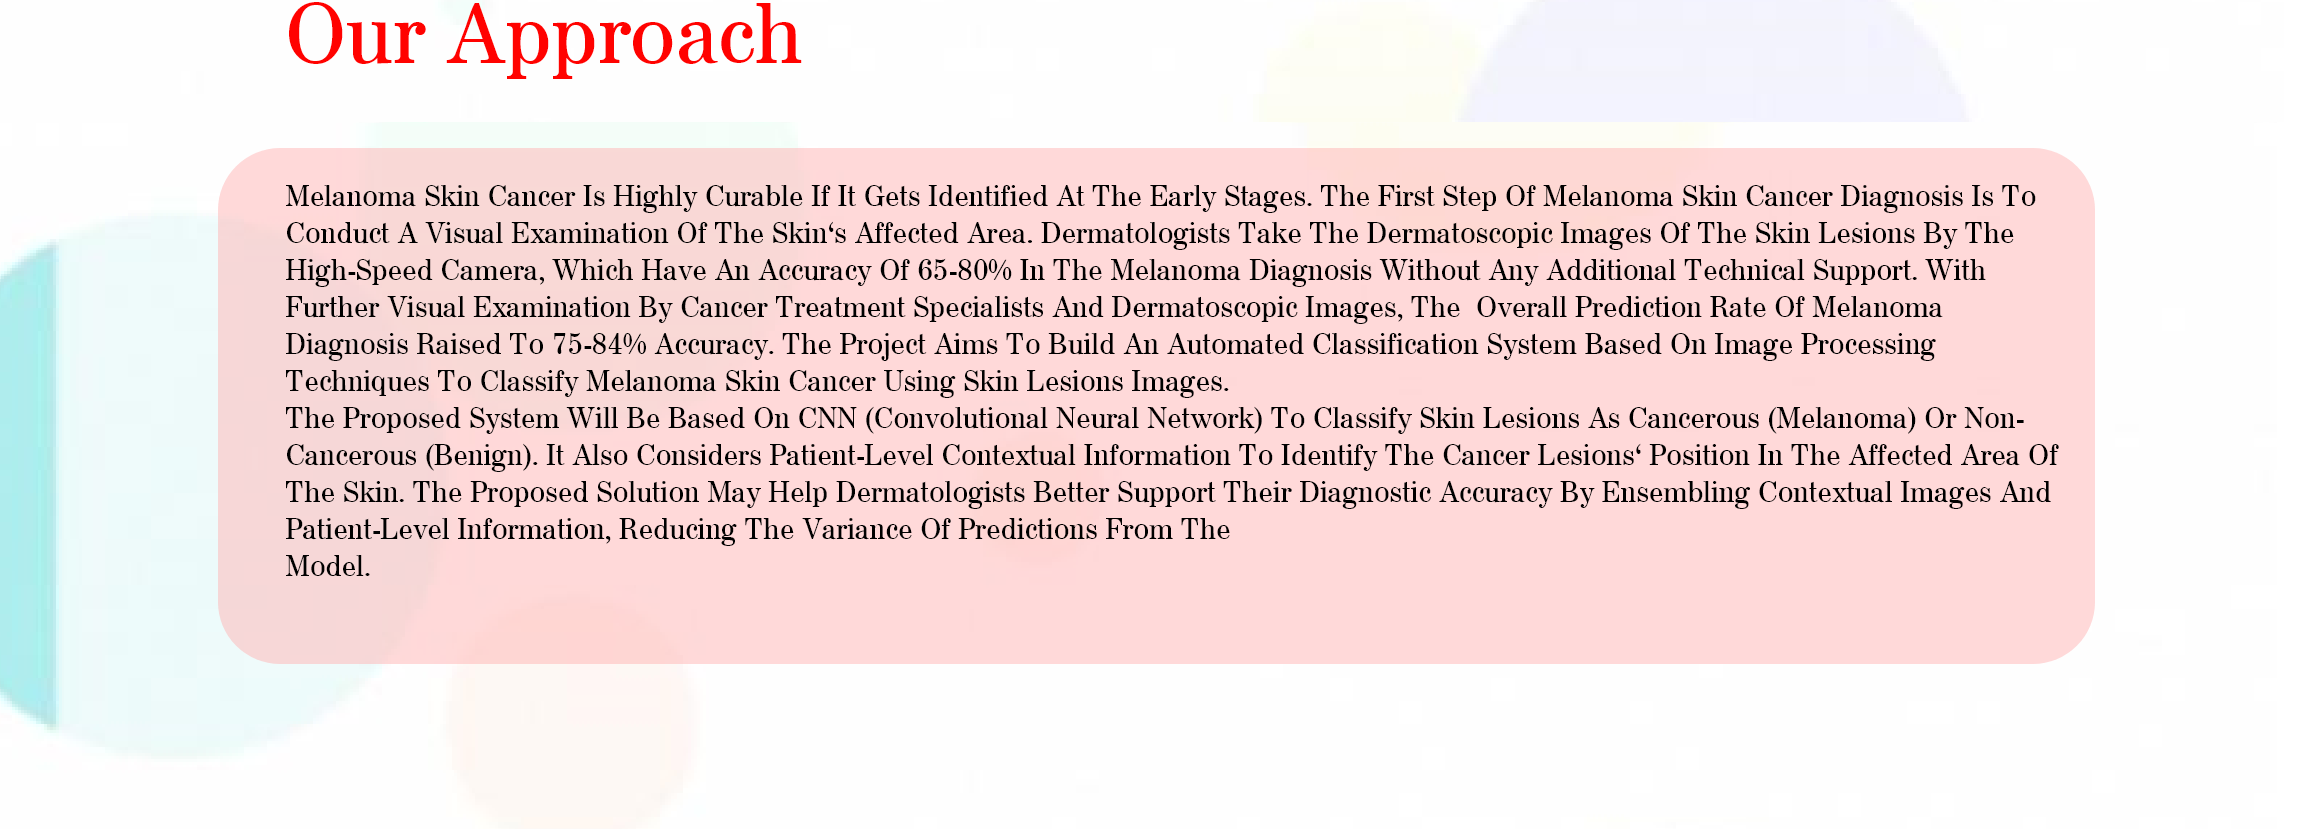 Our Approach
Melanoma Skin Cancer Is Highly Curable If It Gets Identified At The Early Stages. The First Step Of Melanoma Skin Cancer Diagnosis Is To
Conduct A Visual Examination Of The Skin‘s Affected Area. Dermatologists Take The Dermatoscopic Images Of The Skin Lesions By The
High-Speed Camera, Which Have An Accuracy Of 65-80% In The Melanoma Diagnosis Without Any Additional Technical Support. With
Further Visual Examination By Cancer Treatment Specialists And Dermatoscopic Images, The  Overall Prediction Rate Of Melanoma
Diagnosis Raised To 75-84% Accuracy. The Project Aims To Build An Automated Classification System Based On Image Processing
Techniques To Classify Melanoma Skin Cancer Using Skin Lesions Images.
The Proposed System Will Be Based On CNN (Convolutional Neural Network) To Classify Skin Lesions As Cancerous (Melanoma) Or Non-
Cancerous (Benign). It Also Considers Patient-Level Contextual Information To Identify The Cancer Lesions‘ Position In The Affected Area Of
The Skin. The Proposed Solution May Help Dermatologists Better Support Their Diagnostic Accuracy By Ensembling Contextual Images And
Patient-Level Information, Reducing The Variance Of Predictions From The
Model.